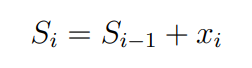 $S_i = S_{i-1} + x_i$